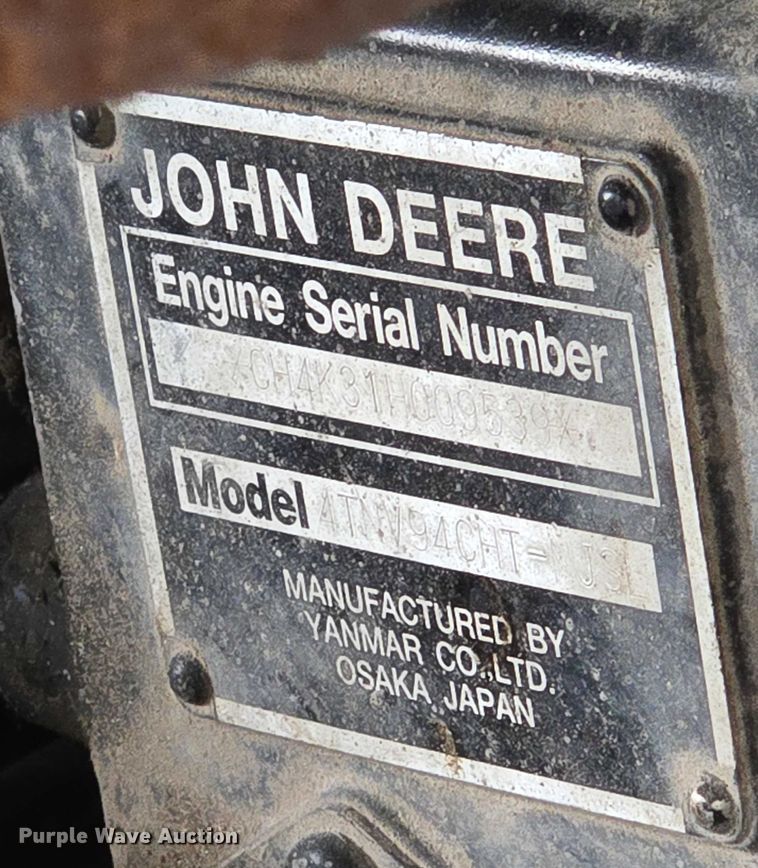 JOHN DEERE
Engine Serial Number
Model
MANUFACTURED BY
YANMAR CO.,LTD.
OSAKA, JAPAN
Purple Wave Auction